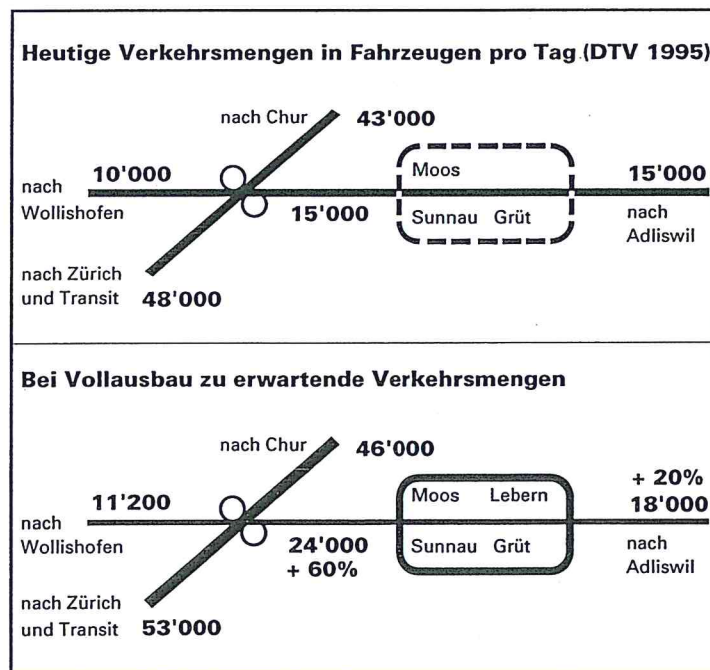 Heutige Verkehrsmengen in Fahrzeugen pro Tag (DTV 1995)
nach Chur
43'000
10'000
Moos
15'000
nach
Wollishofen
15'000
Sunnau Grüt
nach
Adliswil
nach Zürich
und Transit
48'000
Bei Vollausbau zu erwartende Verkehrsmengen
nach Chur
46'000
+ 20%
11'200
Moos Lebern
18'000
nach
Wollishofen
24'000
+ 60%
Sunnau Grüt
nach
Adliswil
nach Zürich
und Transit
53'000